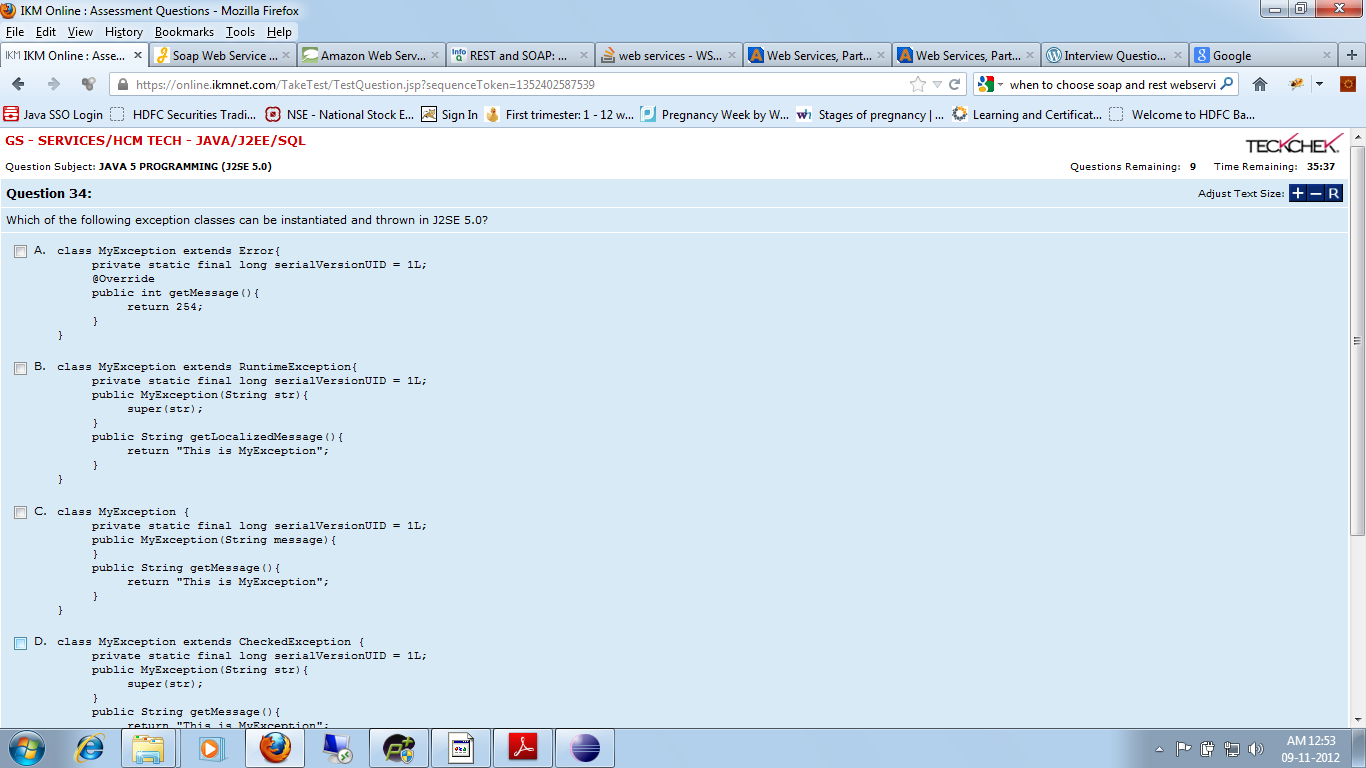 IKM Online : Assessment Questions - Mozilla Firefox
File Edit View History Bookmarks Tools Help
IKM IKM Online : Asse... Soap Web Service ... Amazon Web Serv... Info Q REST and SOAP: ... web services - WS... Web Services, Part... Web Services, Part... Interview Questio... Google
https://online.ikmnet.com/TakeTest/TestQuestion.jsp?sequenceToken=1352402587539 when to choose soap and rest webservi
Java SSO Login HDFC Securities Tradi... NSE - National Stock E... Sign In First trimester: 1 - 12 w... Pregnancy Week by W... Stages of pregnancy | ... Learning and Certificat... Welcome to HDFC Ba...
GS - SERVICES/HCM TECH - JAVA/J2EE/SQL
TECKCHEK
Question Subject: JAVA 5 PROGRAMMING (J2SE 5.0) Questions Remaining: 9 Time Remaining: 35:37
Question 34: Adjust Text Size: + – R
Which of the following exception classes can be instantiated and thrown in J2SE 5.0?
A. class MyException extends Error{
private static final long serialVersionUID = 1L;
@Override
public int getMessage(){
return 254;
}
}
B. class MyException extends RuntimeException{
private static final long serialVersionUID = 1L;
public MyException(String str){
super(str);
}
public String getLocalizedMessage(){
return "This is MyException";
}
}
C. class MyException {
private static final long serialVersionUID = 1L;
public MyException(String message){
}
public String getMessage(){
return "This is MyException";
}
}
D. class MyException extends CheckedException {
private static final long serialVersionUID = 1L;
public MyException(String str){
super(str);
}
public String getMessage(){
return "This is MyException";
AM 12:53
09-11-2012